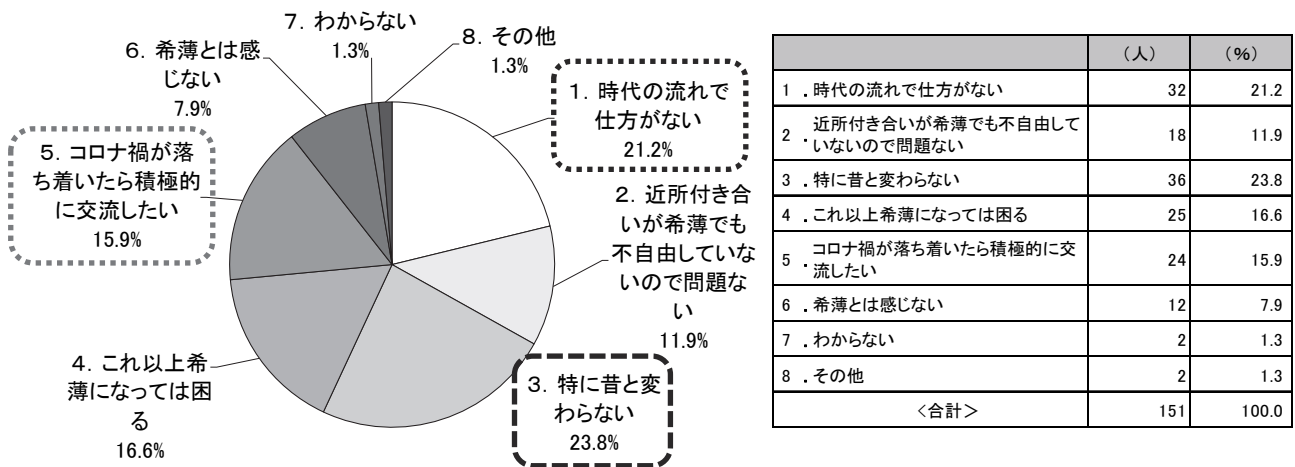 7．わからない
1.3%
8．その他
1.3%
6．希薄とは感
じない
7.9%
1．時代の流れで
仕方がない
21.2%
5．コロナ禍が落
ち着いたら積極的
に交流したい
15.9%
2．近所付き合
いが希薄でも
不自由していな
いので問題な
い
11.9%
4．これ以上希
薄になっては困
る
16.6%
3．特に昔と変
わらない
23.8%
（人） （%）
1 ．時代の流れで仕方がない 32 21.2
2 ．近所付き合いが希薄でも不自由して
いないので問題ない 18 11.9
3 ．特に昔と変わらない 36 23.8
4 ．これ以上希薄になっては困る 25 16.6
5 ．コロナ禍が落ち着いたら積極的に交
流したい 24 15.9
6 ．希薄とは感じない 12 7.9
7 ．わからない 2 1.3
8 ．その他 2 1.3
＜合計＞ 151 100.0